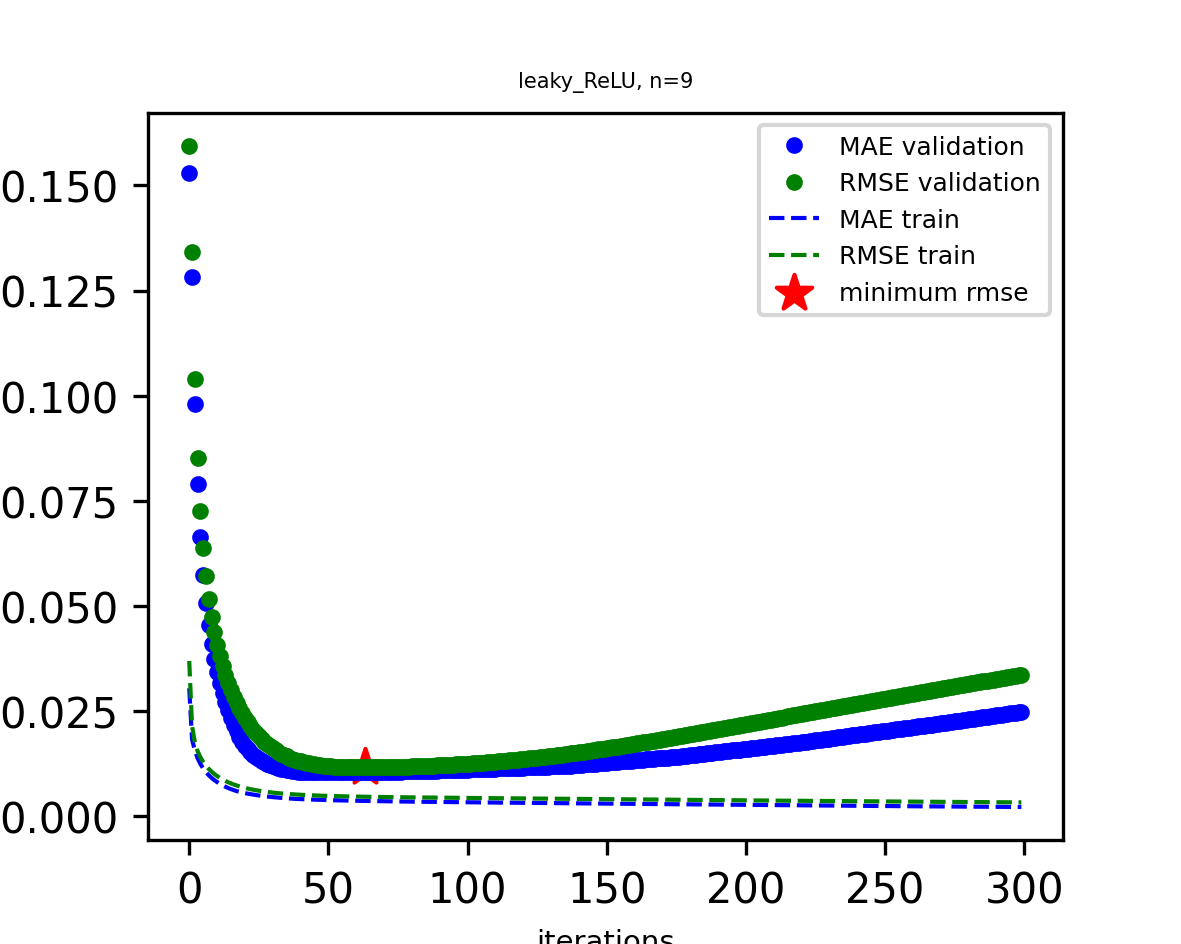 leaky_ReLU, n=9
MAE validation
RMSE validation
MAE train
RMSE train
minimum rmse
0.150
0.125
0.100
0.075
0.050
0.025
0.000
0 50 100 150 200 250 300
iterations